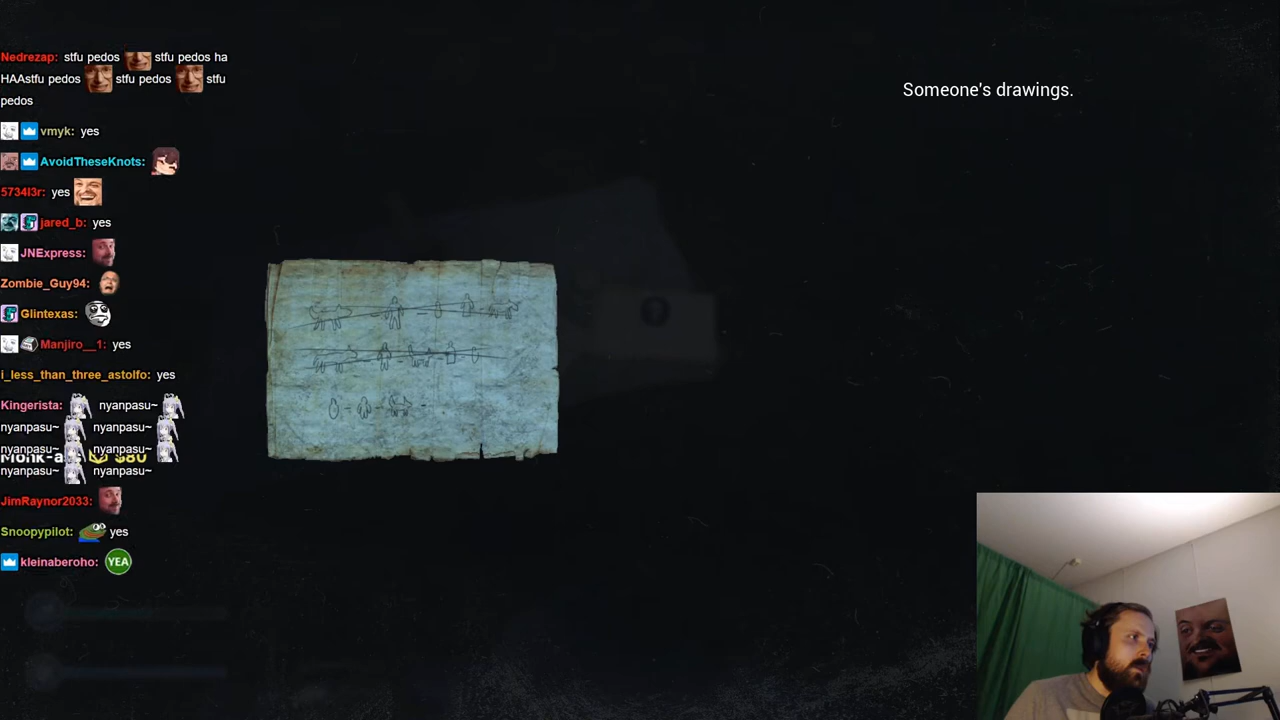 Nedrezap: stfu pedos stfu pedos ha
HAAstfu pedos stfu pedos stfu
pedos
vmyk: yes
AvoidTheseKnots:
5734l3r: yes
jared_b: yes
JNExpress:
Zombie_Guy94:
Glintexas:
Manjiro__1: yes
i_less_than_three_astolfo: yes
Kingerista: nyanpasu~
nyanpasu~ nyanpasu~
nyanpasu~ nyanpasu~
$80
nyanpasu~ nyanpasu~
JimRaynor2033:
Snoopypilot: yes
kleinaberoho: YEA
Someone's drawings.